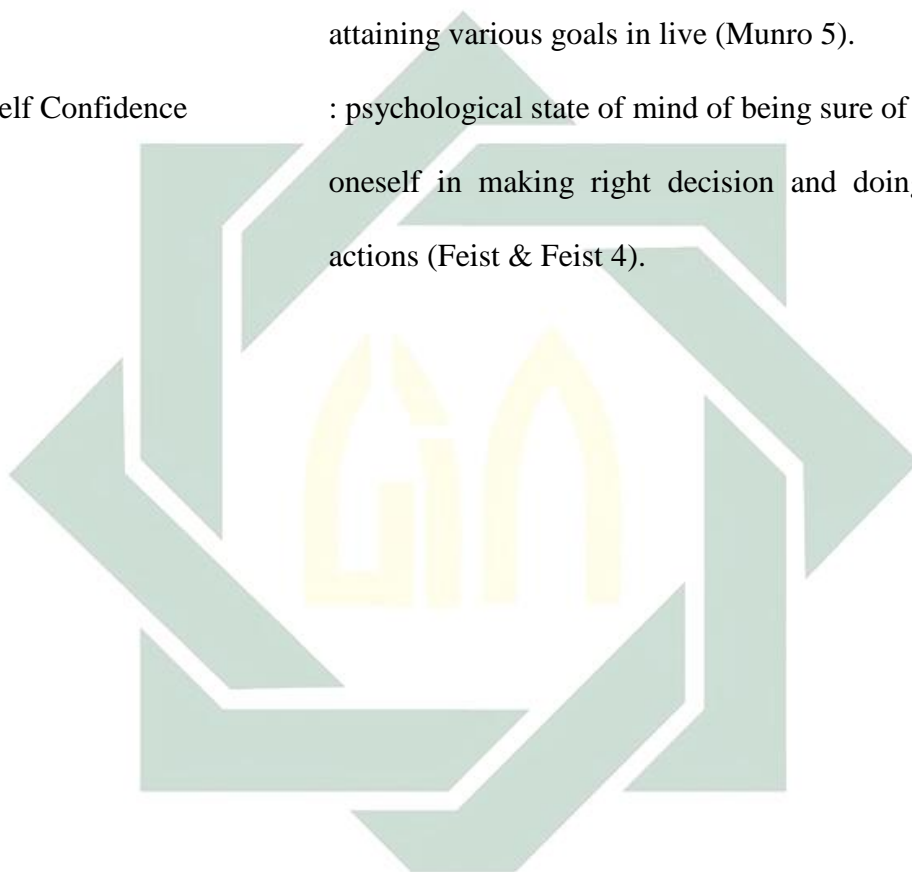 attaining various goals in live (Munro 5).
elf Confidence : psychological state of mind of being sure of
oneself in making right decision and doing
actions (Feist & Feist 4).